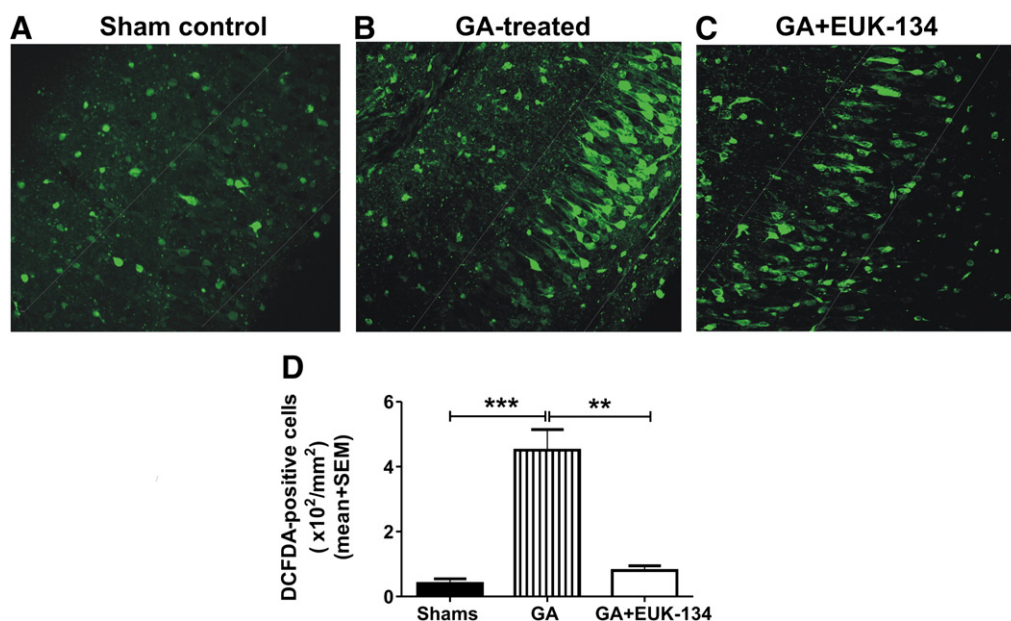 A Sham control
B GA-treated
C GA+EUK-134
D
DCFDA-positive cells
( x10²/mm²)
(mean+SEM)
6
4
2
0
*** **
Shams GA GA+EUK-134